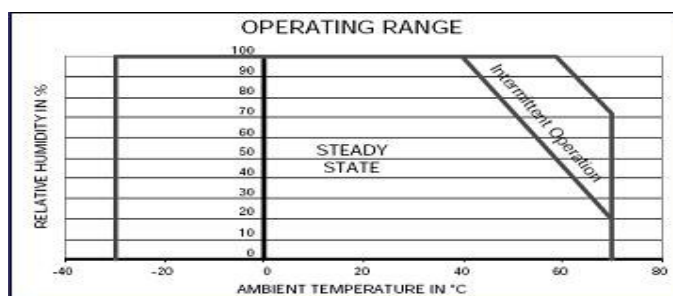 OPERATING RANGE
100
90
80
70
60
50
40
30
20
10
0
RELATIVE HUMIDITY IN %
STEADY
STATE
Intermittent Operation
-40 -20 0 20 40 60 80
AMBIENT TEMPERATURE IN °C